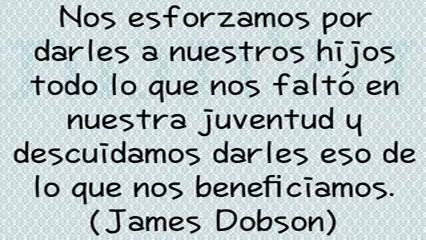 Nos esforzamos por
darles a nuestros hijos
todo lo que nos faltó en
nuestra juventud y
descuidamos darles eso de
lo que nos beneficiamos.
(James Dobson)